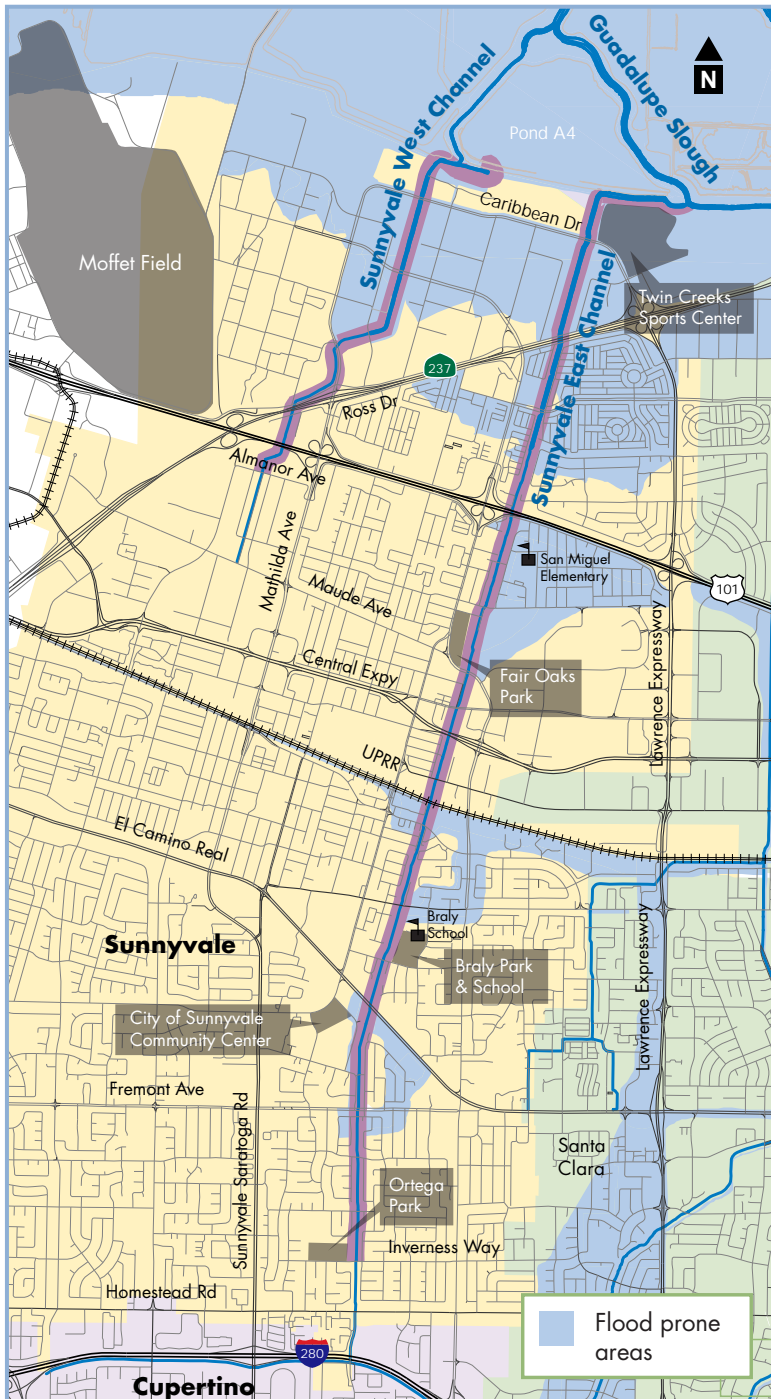 Guadalupe Slough
N
Sunnyvale West Channel
Pond A4
Caribbean Dr
Moffet Field
Twin Creeks
Sports Center
Sunnyvale East Channel
237
Ross Dr
Almanor Ave
Mathilda Ave
San Miguel
Elementary
101
Maude Ave
Lawrence Expressway
Central Expy
Fair Oaks
Park
UPRR
El Camino Real
Braly
School
Sunnyvale
Braly Park
& School
Lawrence Expressway
City of Sunnyvale
Community Center
Fremont Ave
Sunnyvale Saratoga Rd
Santa
Clara
Ortega
Park
Inverness Way
Homestead Rd
Flood prone
areas
280
Cupertino